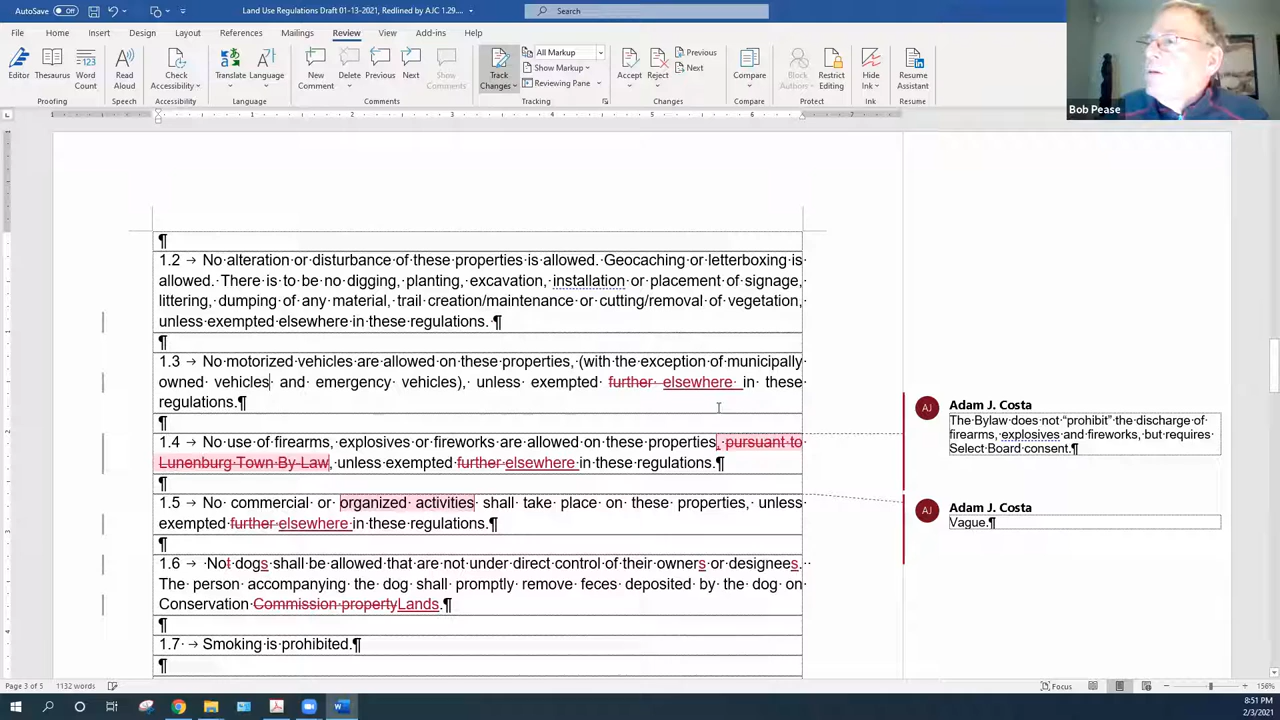 AutoSave Off Land Use Regulations Draft 01-13-2021, Redlined by AJC 1.29.... Search
File Home Insert Design Layout References Mailings Review View Add-ins Help
Editor Thesaurus Word Count Read Aloud Check Accessibility Translate Language New Comment Delete Previous Next Show Comments Track Changes All Markup Show Markup Reviewing Pane Accept Reject Previous Next Compare Block Authors Restrict Editing Hide Ink Resume Assistant
Proofing Speech Accessibility Language Comments Tracking Changes Compare Protect Ink Resume
Bob Pease
¶
1.2 → No alteration or disturbance of these properties is allowed. Geocaching or letterboxing is
allowed. There is to be no digging, planting, excavation, installation or placement of signage,
littering, dumping of any material, trail creation/maintenance or cutting/removal of vegetation,
unless exempted elsewhere in these regulations. ¶
¶
1.3 → No motorized vehicles are allowed on these properties, (with the exception of municipally
owned vehicles and emergency vehicles), unless exempted further elsewhere in these
regulations.¶
¶
1.4 → No use of firearms, explosives or fireworks are allowed on these properties, pursuant to
Lunenburg Town By-Law, unless exempted further elsewhere in these regulations.¶
¶
1.5 → No commercial or organized activities shall take place on these properties, unless
exempted further elsewhere in these regulations.¶
¶
1.6 → Not dogs shall be allowed that are not under direct control of their owners or designees.
The person accompanying the dog shall promptly remove feces deposited by the dog on
Conservation Commission propertyLands.¶
¶
1.7 → Smoking is prohibited.¶
¶
AJ Adam J. Costa
The Bylaw does not “prohibit” the discharge of
firearms, explosives and fireworks, but requires
Select Board consent.¶
AJ Adam J. Costa
Vague.¶
Page 3 of 5 1132 words Focus 156%
8:51 PM
2/3/2021